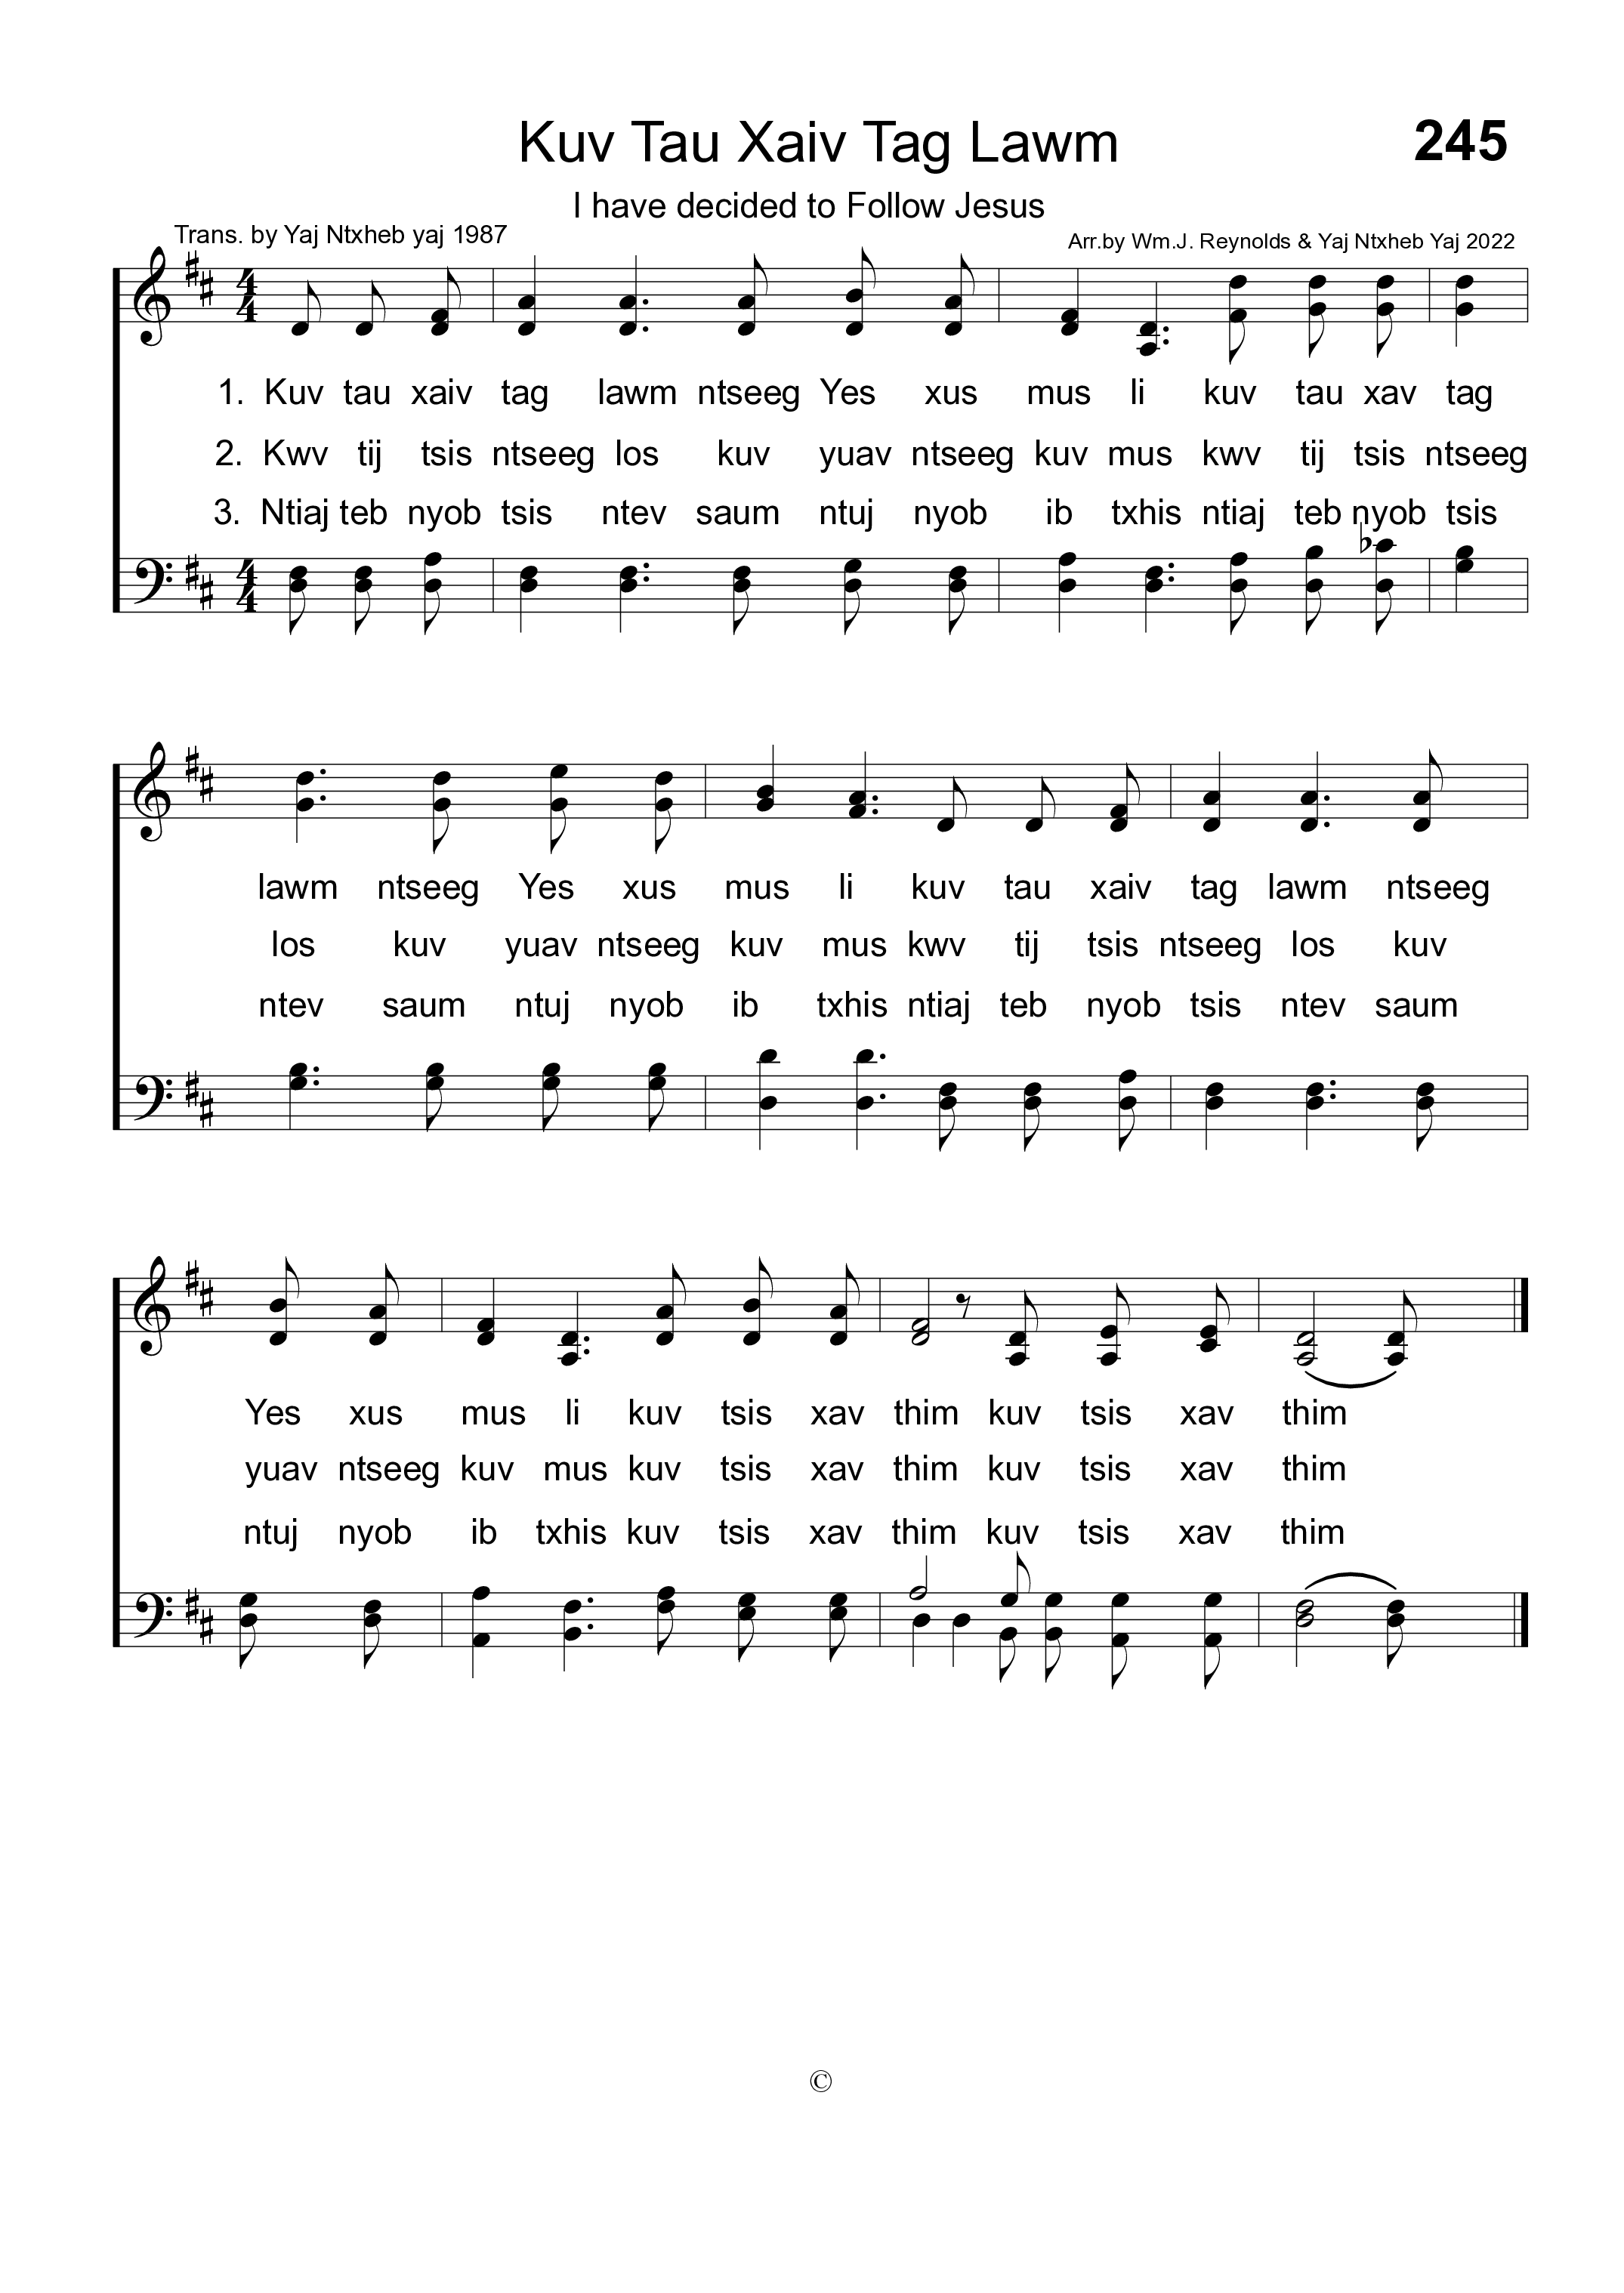 Kuv Tau Xaiv Tag Lawm 245
I have decided to Follow Jesus
Trans. by Yaj Ntxheb yaj 1987
Arr.by Wm.J. Reynolds & Yaj Ntxheb Yaj 2022
1. Kuv tau xaiv tag lawm ntseeg Yes xus mus li kuv tau xav tag
2. Kwv tij tsis ntseeg los kuv yuav ntseeg kuv mus kwv tij tsis ntseeg
3. Ntiaj teb nyob tsis ntev saum ntuj nyob ib txhis ntiaj teb nyob tsis
lawm ntseeg Yes xus mus li kuv tau xaiv tag lawm ntseeg
los kuv yuav ntseeg kuv mus kwv tij tsis ntseeg los kuv
ntev saum ntuj nyob ib txhis ntiaj teb nyob tsis ntev saum
Yes xus mus li kuv tsis xav thim kuv tsis xav thim
yuav ntseeg kuv mus kuv tsis xav thim kuv tsis xav thim
ntuj nyob ib txhis kuv tsis xav thim kuv tsis xav thim
©